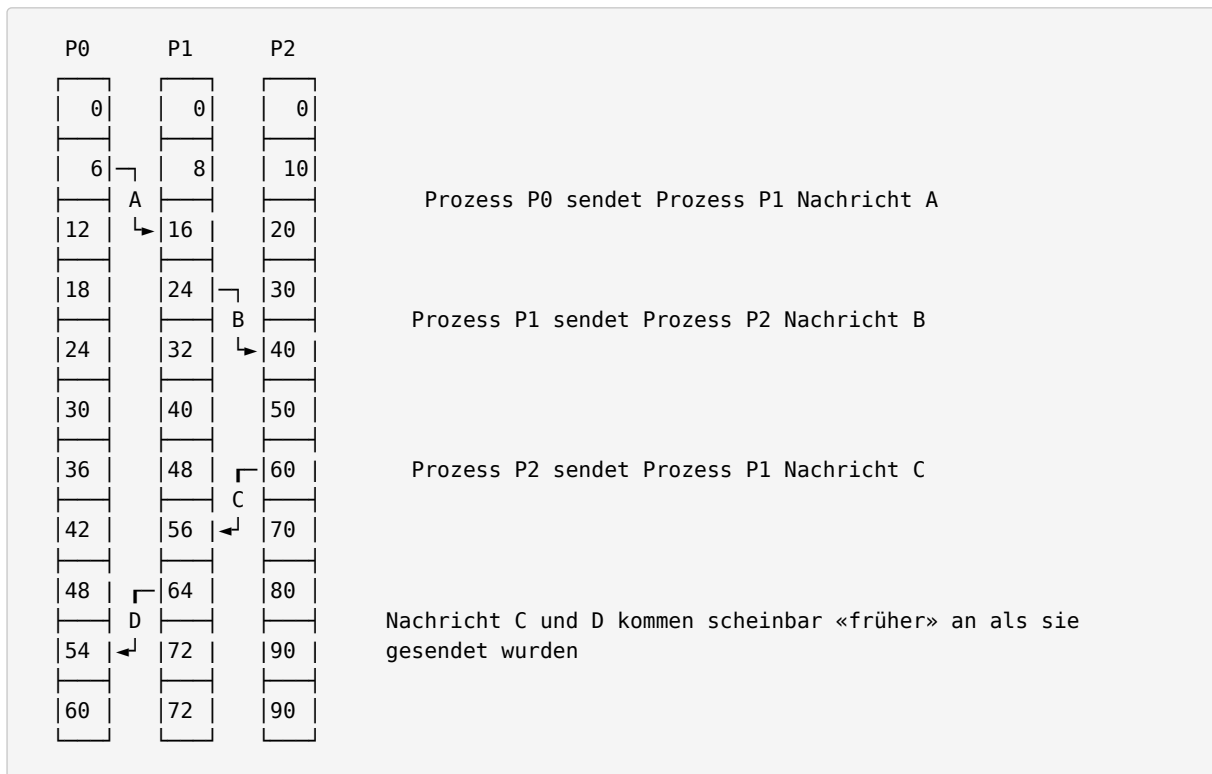 P0 P1 P2
0 0 0
6 8 10
A Prozess P0 sendet Prozess P1 Nachricht A
12 16 20
18 24 30
B Prozess P1 sendet Prozess P2 Nachricht B
24 32 40
30 40 50
36 48 60 Prozess P2 sendet Prozess P1 Nachricht C
C
42 56 70
48 64 80
D Nachricht C und D kommen scheinbar «früher» an als sie
54 72 90 gesendet wurden
60 72 90